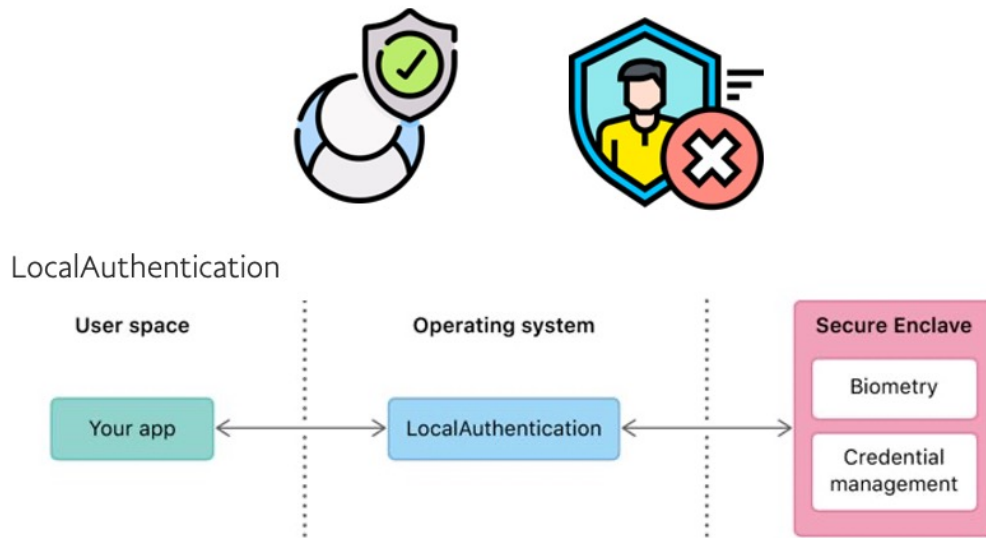 LocalAuthentication
User space
Operating system
Secure Enclave
Your app
LocalAuthentication
Biometry
Credential
management